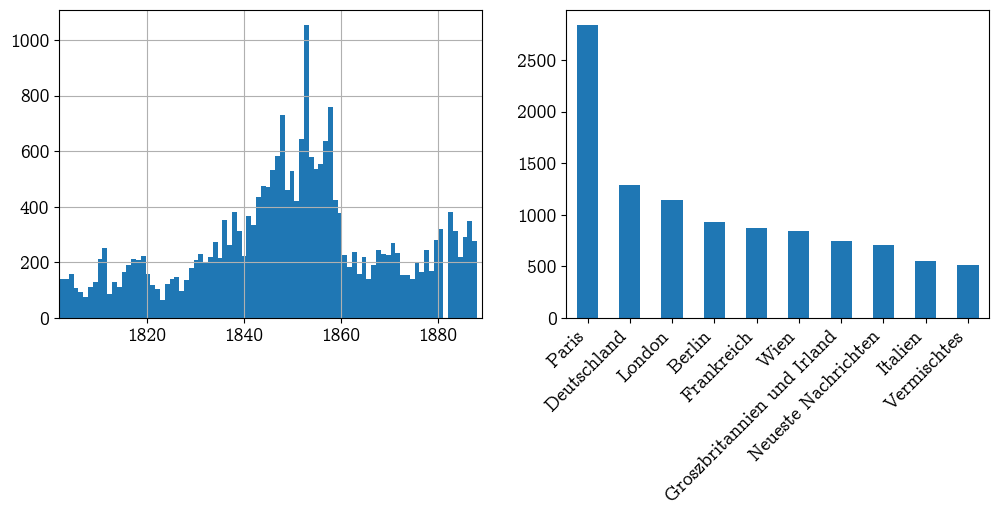 1000
800
600
400
200
0
1820 1840 1860 1880
2500
2000
1500
1000
500
0
Paris
Deutschland
London
Berlin
Frankreich
Wien
Groszbritannien und Irland
Neueste Nachrichten
Italien
Vermischtes